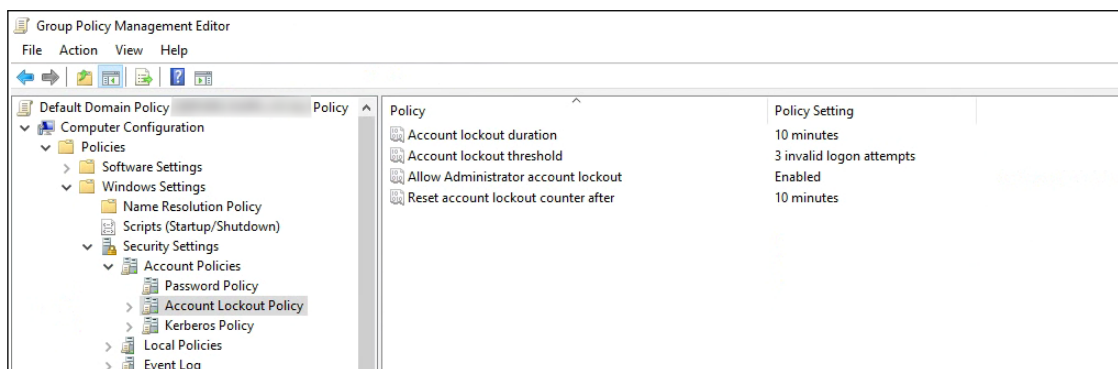 Group Policy Management Editor
File Action View Help
Default Domain Policy Policy
Computer Configuration
Policies
Software Settings
Windows Settings
Name Resolution Policy
Scripts (Startup/Shutdown)
Security Settings
Account Policies
Password Policy
Account Lockout Policy
Kerberos Policy
Local Policies
Event Log
Policy Policy Setting
Account lockout duration 10 minutes
Account lockout threshold 3 invalid logon attempts
Allow Administrator account lockout Enabled
Reset account lockout counter after 10 minutes